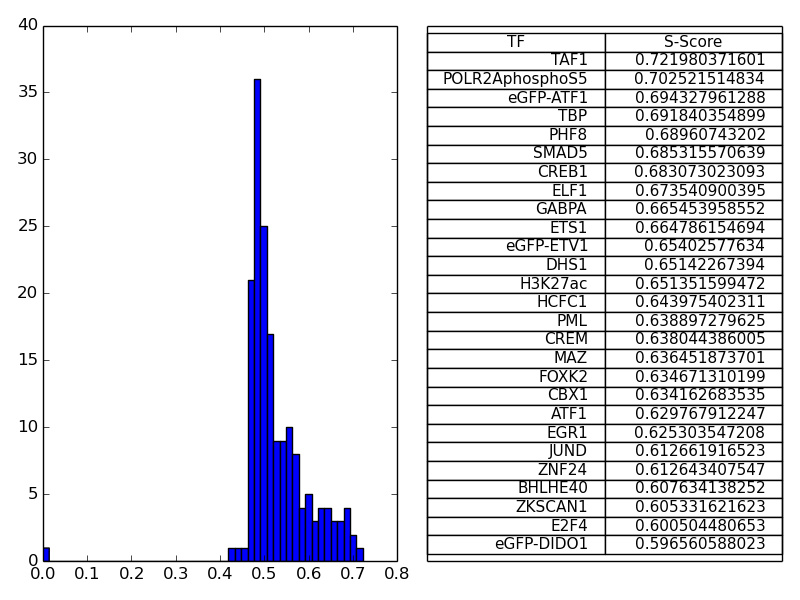 40
35
30
25
20
15
10
5
0
0.0 0.1 0.2 0.3 0.4 0.5 0.6 0.7 0.8
TF S-Score
TAF1 0.721980371601
POLR2AphosphoS5 0.702521514834
eGFP-ATF1 0.694327961288
TBP 0.691840354899
PHF8 0.68960743202
SMAD5 0.685315570639
CREB1 0.683073023093
ELF1 0.673540900395
GABPA 0.665453958552
ETS1 0.664786154694
eGFP-ETV1 0.65402577634
DHS1 0.65142267394
H3K27ac 0.651351599472
HCFC1 0.643975402311
PML 0.638897279625
CREM 0.638044386005
MAZ 0.636451873701
FOXK2 0.634671310199
CBX1 0.634162683535
ATF1 0.629767912247
EGR1 0.625303547208
JUND 0.612661916523
ZNF24 0.612643407547
BHLHE40 0.607634138252
ZKSCAN1 0.605331621623
E2F4 0.600504480653
eGFP-DIDO1 0.596560588023